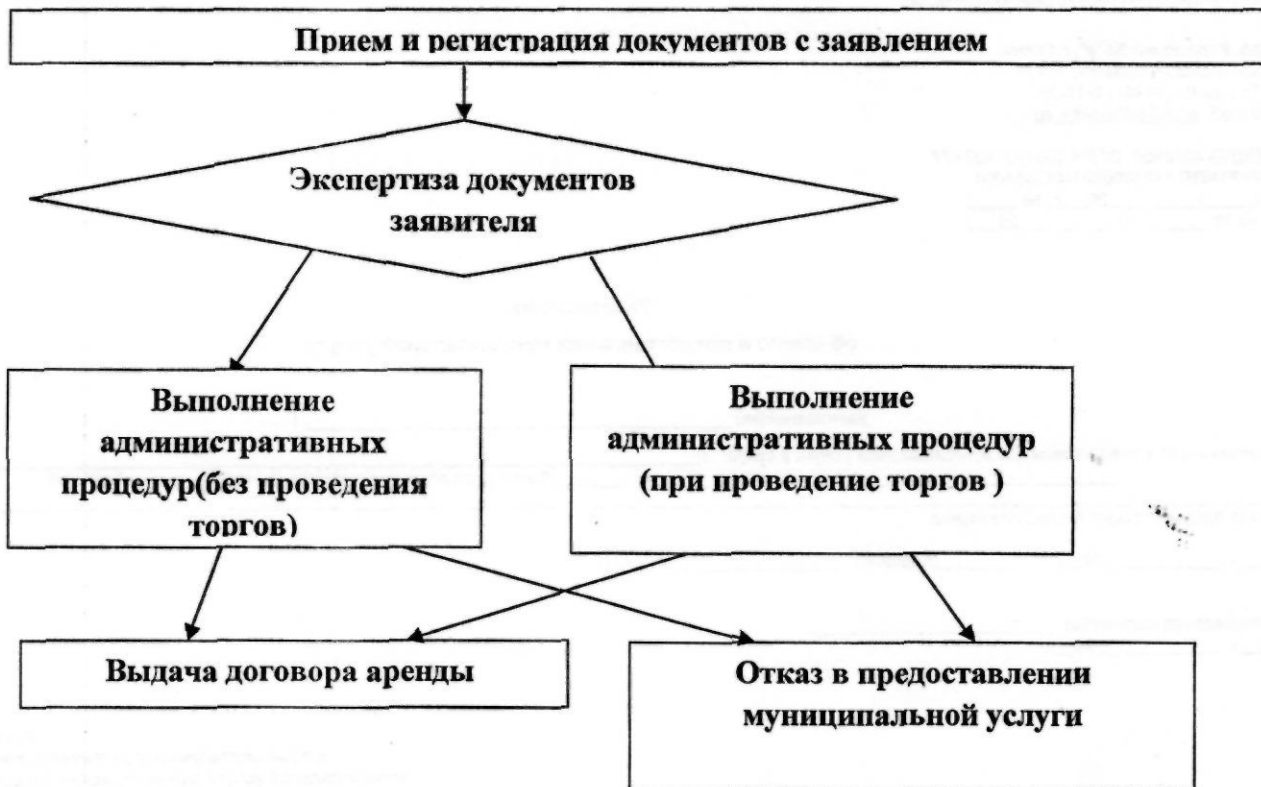 Прием и регистрация документов с заявлением
Экспертиза документов
заявителя
Выполнение
административных
процедур(без проведения
торгов)
Выполнение
административных процедур
(при проведение торгов )
Выдача договора аренды
Отказ в предоставлении
муниципальной услуги